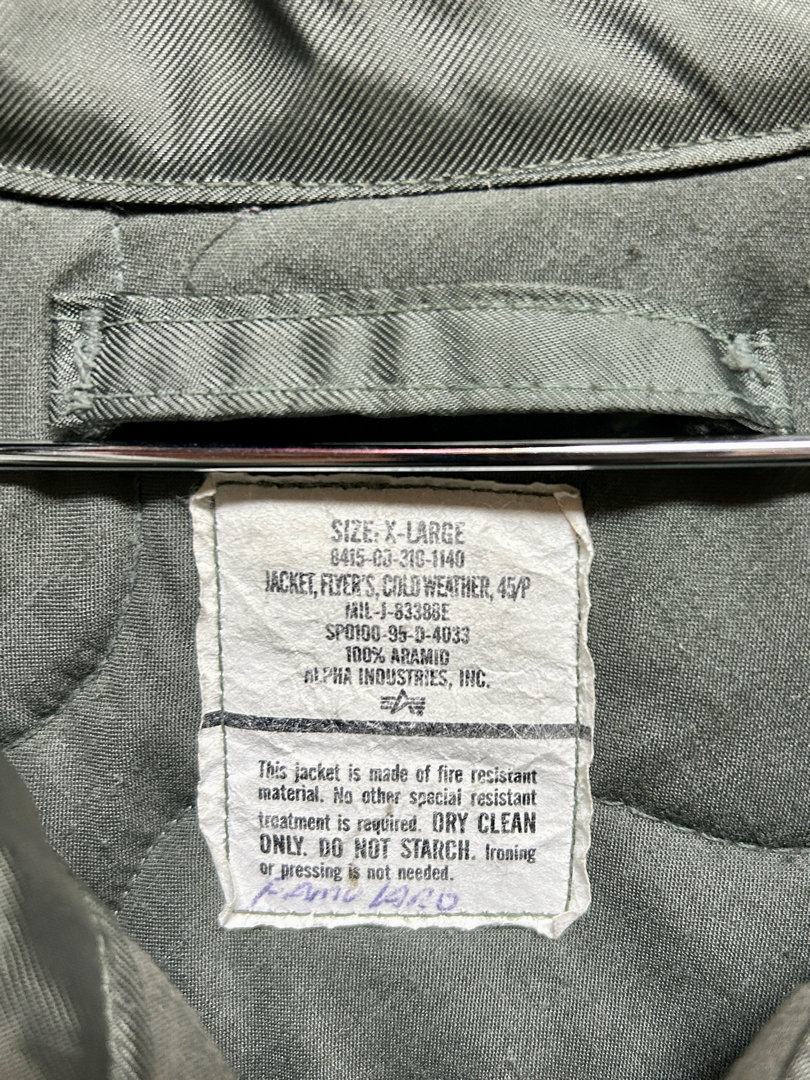 SIZE: X-LARGE
8415-00-310-1140
JACKET, FLYER'S, COLD WEATHER, 45/P
MIL-J-83388E
SP0100-95-D-4033
100% ARAMID
ALPHA INDUSTRIES, INC.
This jacket is made of fire resistant
material. No other special resistant
treatment is required. DRY CLEAN
ONLY. DO NOT STARCH. Ironing
or pressing is not needed.